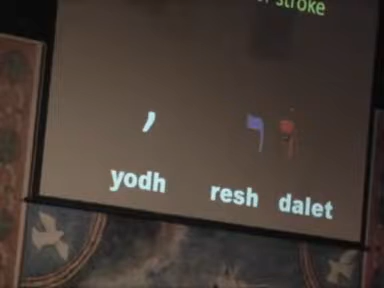 stroke
י ר ד
yodh resh dalet